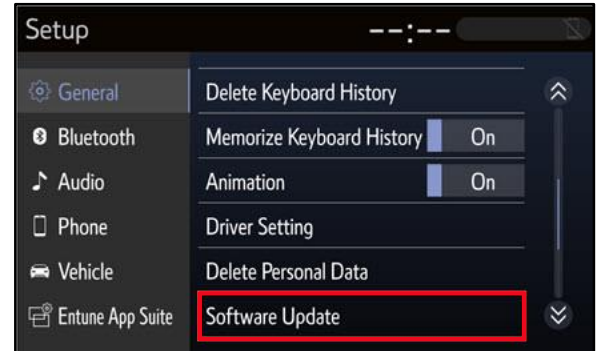 Setup
--:--
General
Bluetooth
Audio
Phone
Vehicle
Entune App Suite
Delete Keyboard History
Memorize Keyboard History On
Animation On
Driver Setting
Delete Personal Data
Software Update